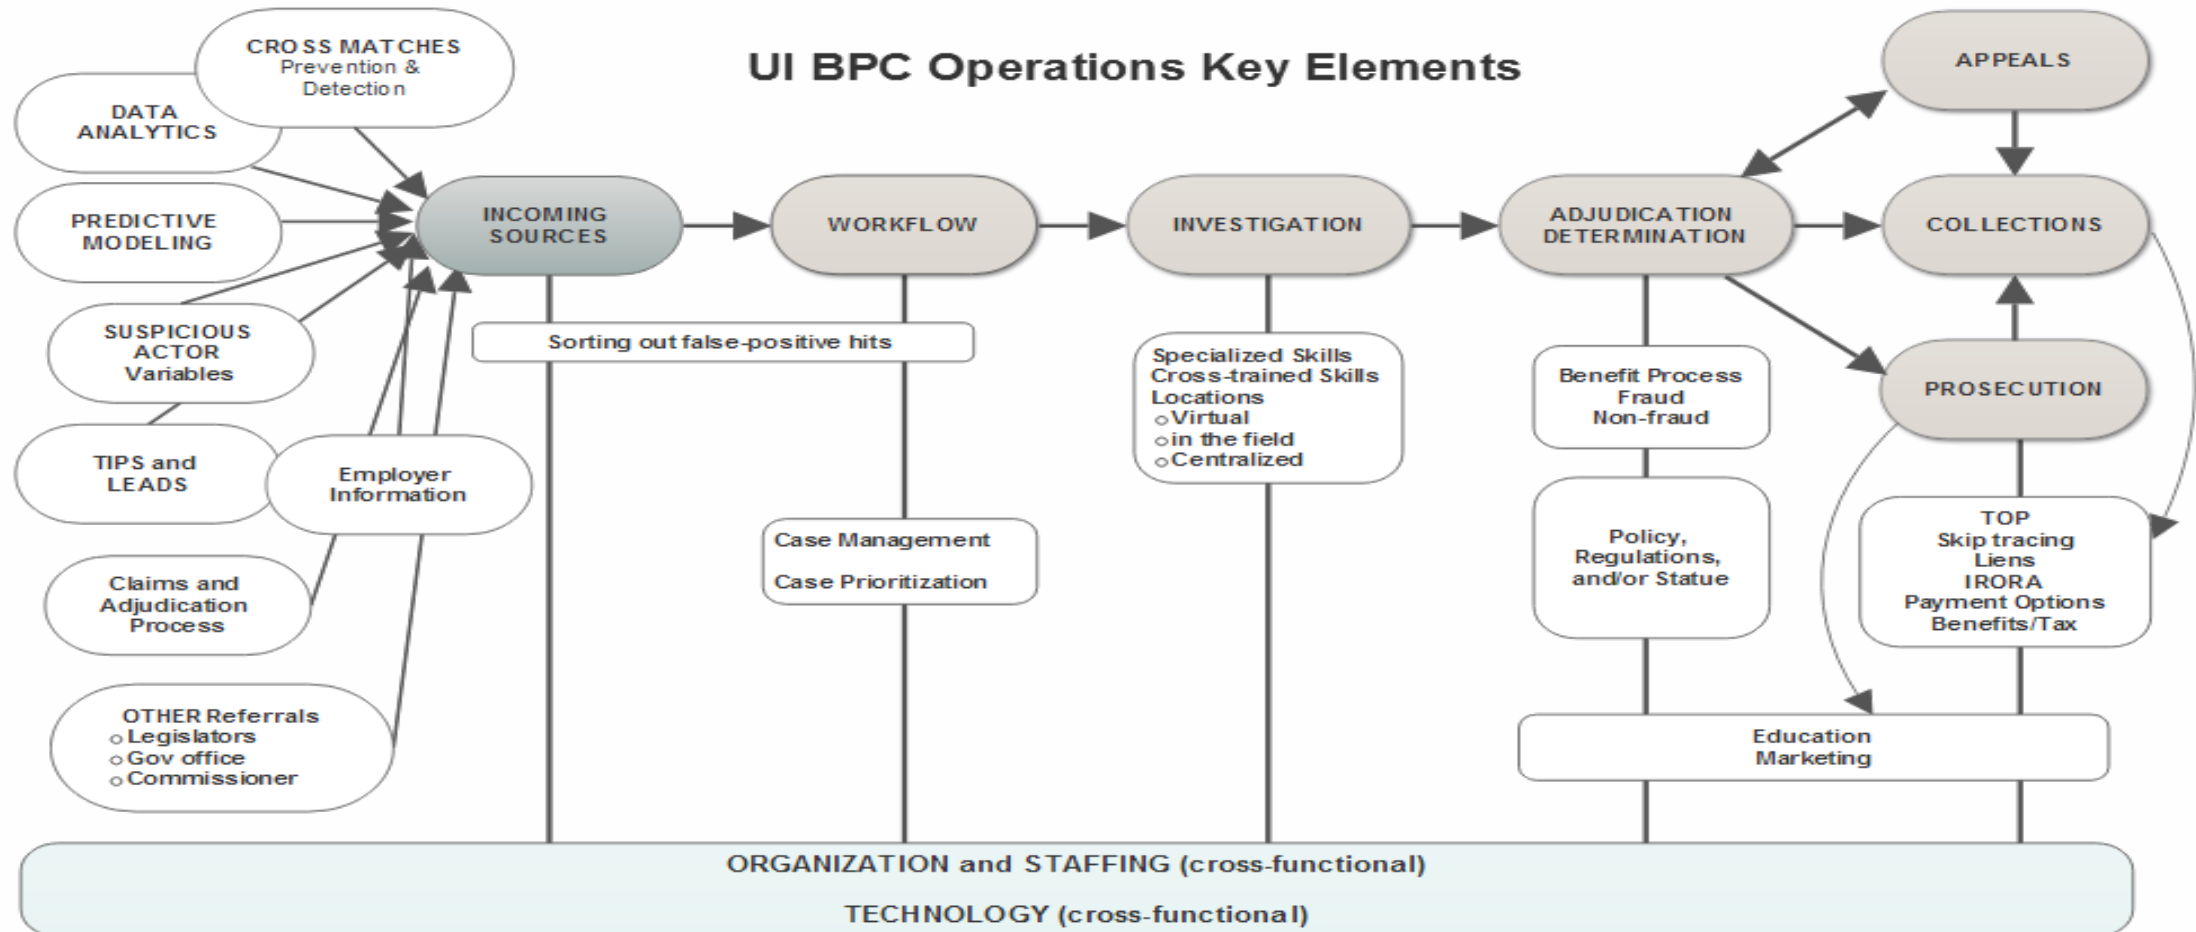 UI BPC Operations Key Elements
CROSS MATCHES
Prevention &
Detection
DATA
ANALYTICS
PREDICTIVE
MODELING
SUSPICIOUS
ACTOR
Variables
TIPS and
LEADS
Employer
Information
Claims and
Adjudication
Process
OTHER Referrals
Legislators
Gov office
Commissioner
INCOMING
SOURCES
WORKFLOW
INVESTIGATION
ADJUDICATION
DETERMINATION
APPEALS
COLLECTIONS
PROSECUTION
Sorting out false-positive hits
Case Management
Case Prioritization
Specialized Skills
Cross-trained Skills
Locations
Virtual
in the field
Centralized
Benefit Process
Fraud
Non-fraud
Policy,
Regulations,
and/or Statue
TOP
Skip tracing
Liens
IRORA
Payment Options
Benefits/Tax
Education
Marketing
ORGANIZATION and STAFFING (cross-functional)
TECHNOLOGY (cross-functional)